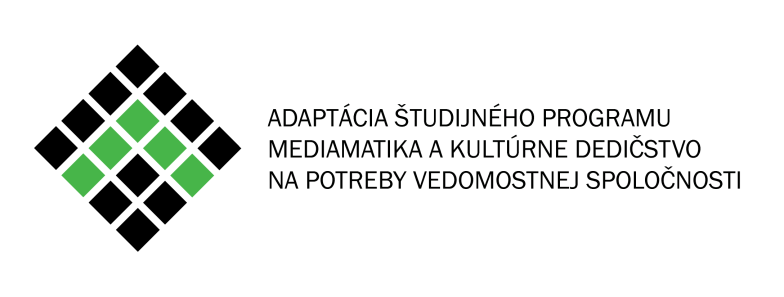 ADAPTÁCIA ŠTUDIJNÉHO PROGRAMU
MEDIAMATIKA A KULTÚRNE DEDIČSTVO
NA POTREBY VEDOMOSTNEJ SPOLOČNOSTI